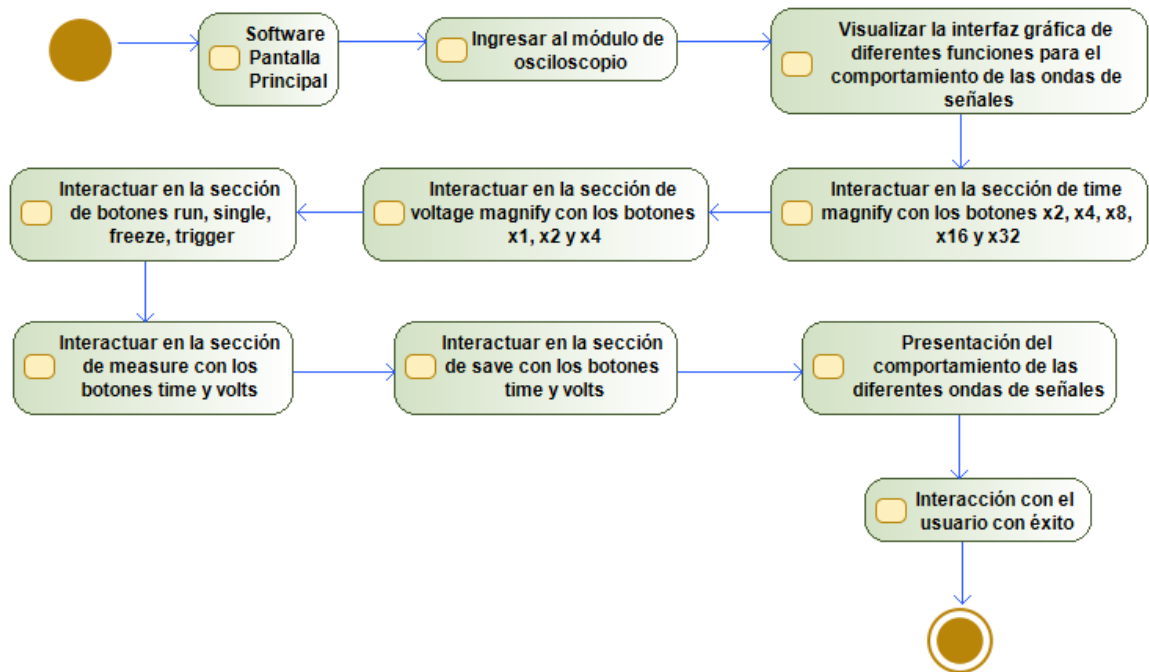 Software
Pantalla
Principal
Ingresar al módulo de
osciloscopio
Visualizar la interfaz gráfica de
diferentes funciones para el
comportamiento de las ondas de
señales
Interactuar en la sección de time
magnify con los botones x2, x4, x8,
x16 y x32
Interactuar en la sección de
voltage magnify con los botones
x1, x2 y x4
Interactuar en la sección
de botones run, single,
freeze, trigger
Interactuar en la sección
de measure con los
botones time y volts
Interactuar en la sección
de save con los botones
time y volts
Presentación del
comportamiento de las
diferentes ondas de señales
Interacción con el
usuario con éxito